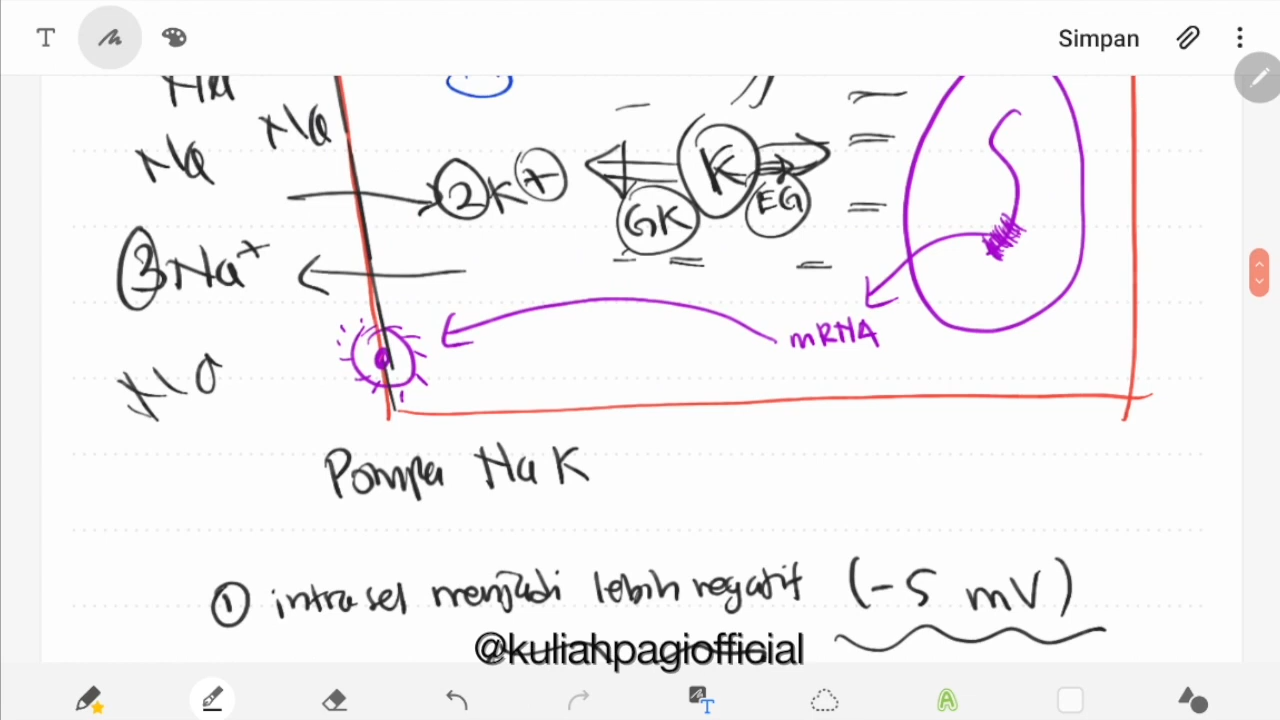 Simpan
Na
Na
Na
2K+
K
GK
EG
3Na+
mRNA
Pompa Na K
① intrasel menjadi lebih negatif (-5 mV)
@kuliahpagiofficial